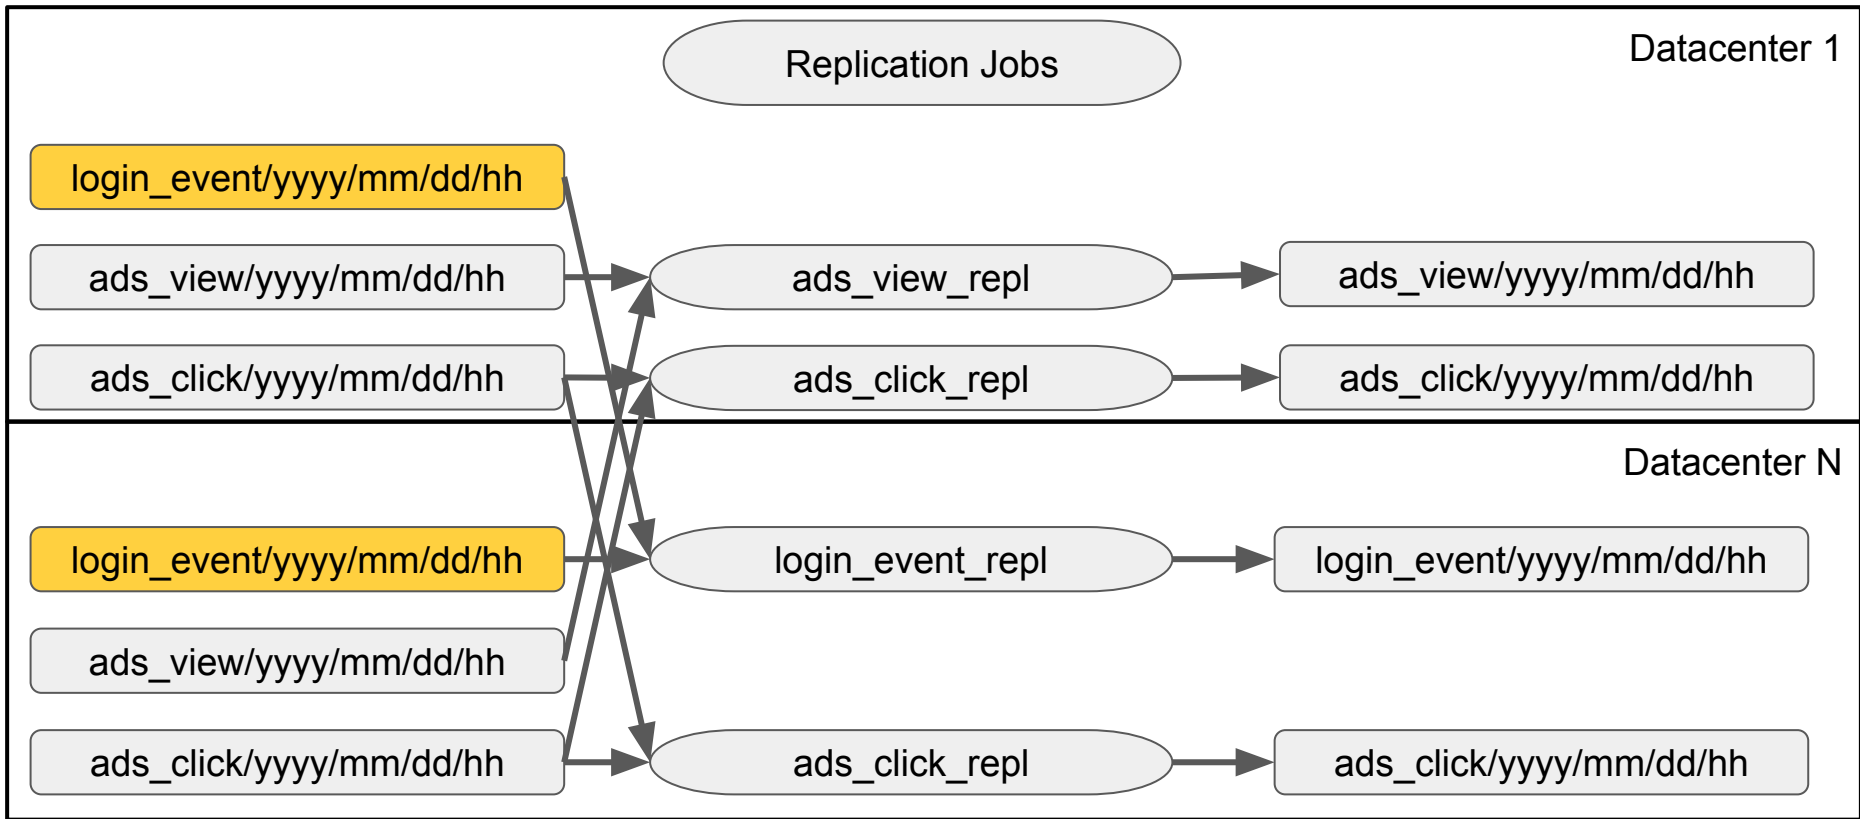 Replication Jobs
Datacenter 1
login_event/yyyy/mm/dd/hh
ads_view/yyyy/mm/dd/hh
ads_view_repl
ads_view/yyyy/mm/dd/hh
ads_click/yyyy/mm/dd/hh
ads_click_repl
ads_click/yyyy/mm/dd/hh
Datacenter N
login_event/yyyy/mm/dd/hh
login_event_repl
login_event/yyyy/mm/dd/hh
ads_view/yyyy/mm/dd/hh
ads_click/yyyy/mm/dd/hh
ads_click_repl
ads_click/yyyy/mm/dd/hh